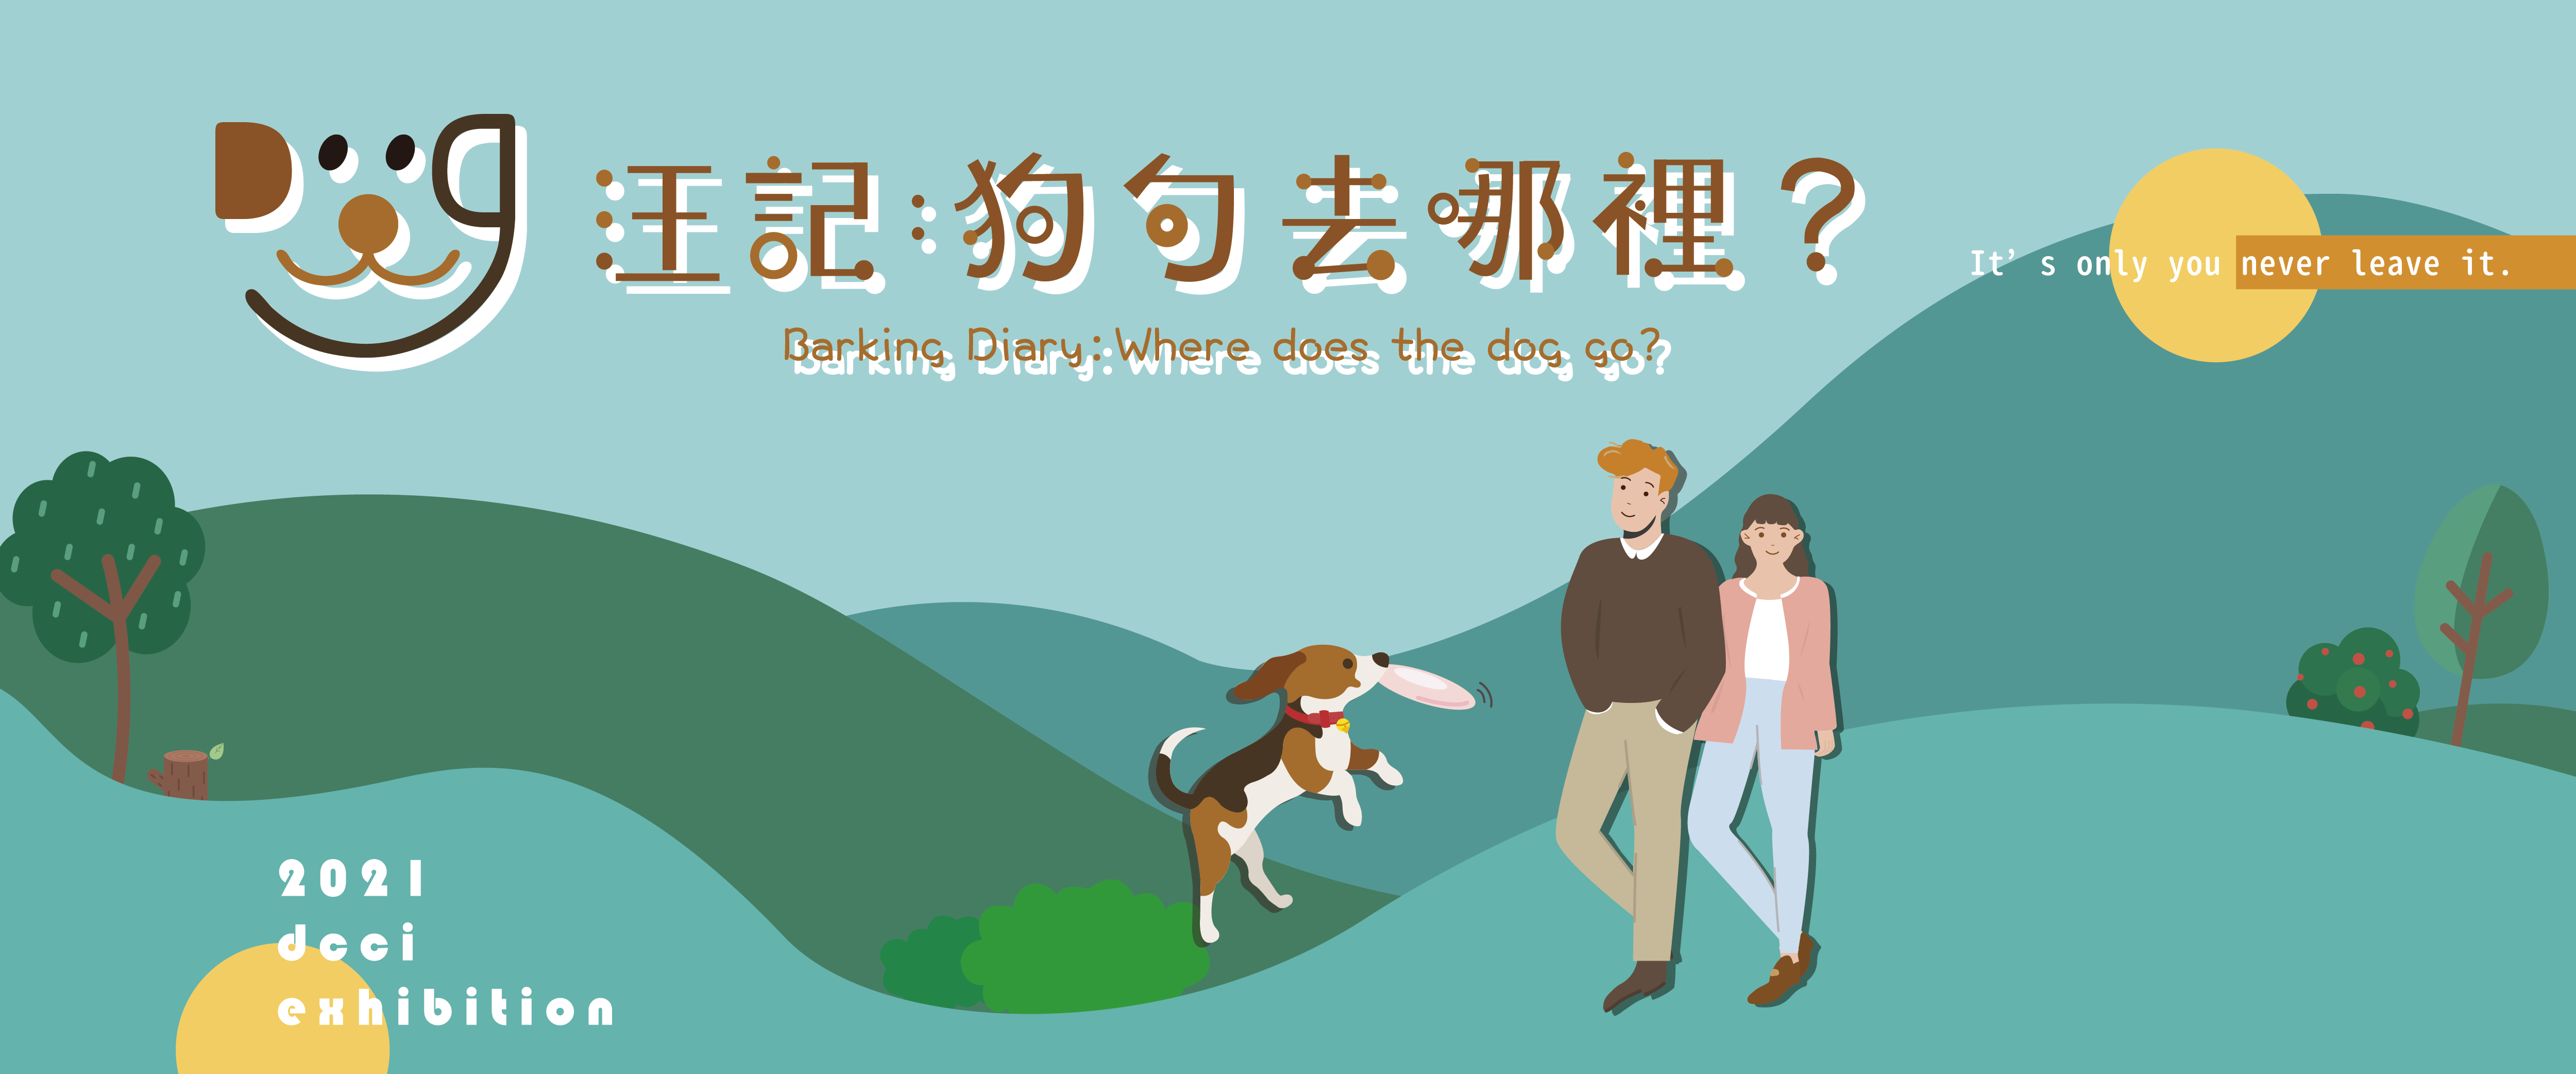 汪記:狗勾去哪裡?
Barking Diary:Where does the dog go?
It’s only you never leave it.
2021
dcci
exhibition